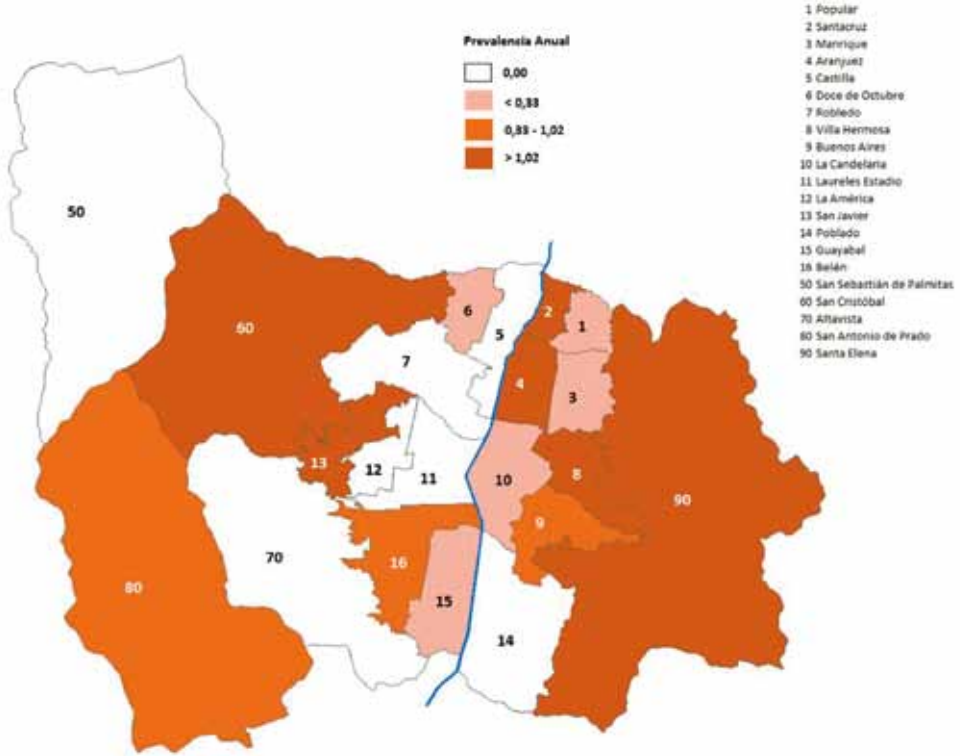 Prevalencia Anual
0,00
< 0,33
0,33 - 1,02
> 1,02
1 Popular
2 Santacruz
3 Manrique
4 Aranjuez
5 Castilla
6 Doce de Octubre
7 Robledo
8 Villa Hermosa
9 Buenos Aires
10 La Candelaria
11 Laureles Estadio
12 La América
13 San Javier
14 Poblado
15 Guayabal
16 Belén
50 San Sebastián de Palmitas
60 San Cristóbal
70 Altavista
80 San Antonio de Prado
90 Santa Elena
50
60
6
5
2
1
7
4
3
13
12
11
10
8
90
9
70
16
80
15
14